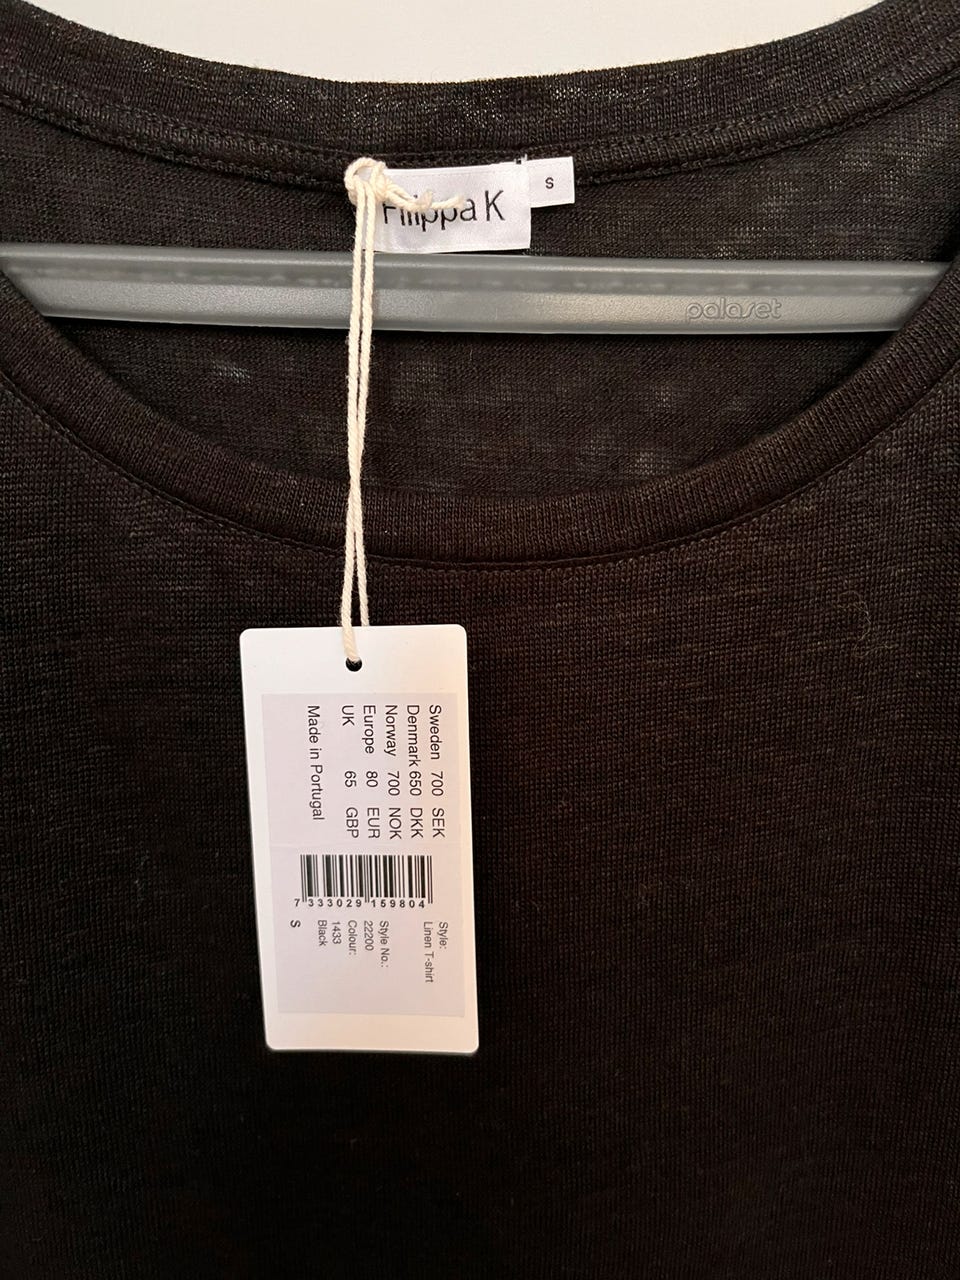 Filippa K
S
palaset
Sweden 700 SEK
Denmark 650 DKK
Norway 700 NOK
Europe 80 EUR
UK 65 GBP
Made in Portugal
7 333029 159804
Style:
Linen T-shirt
Style No.:
22200
Colour:
1433
Black
S